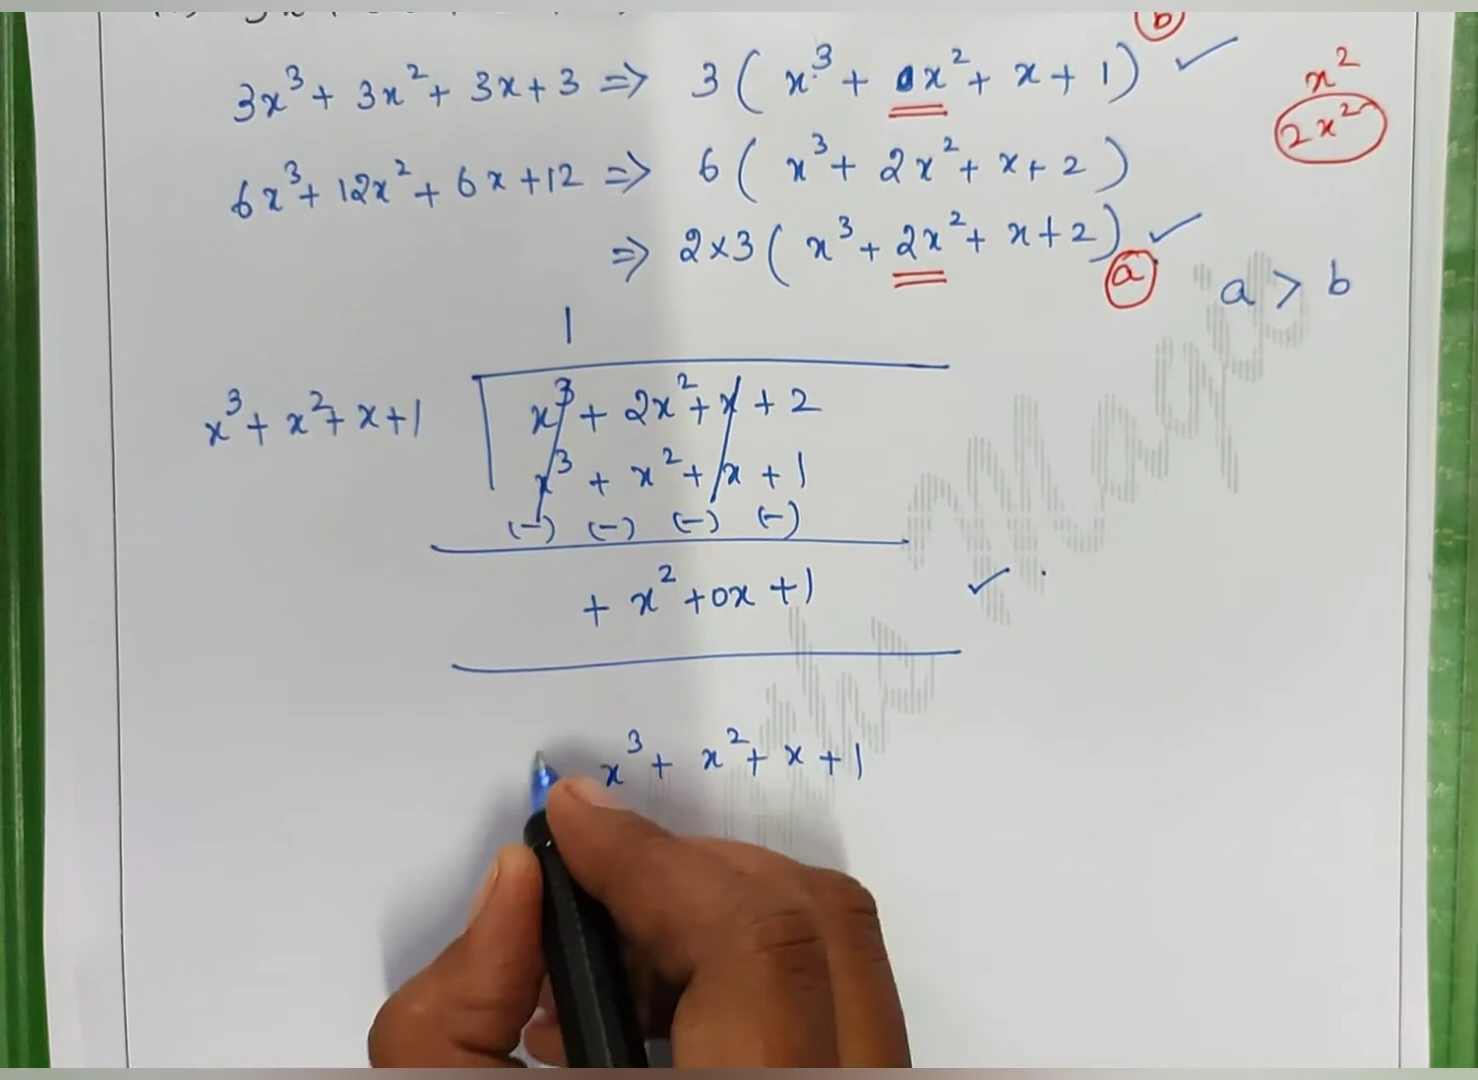 b
3x³ + 3x² + 3x + 3 => 3 ( x³ + x² + x + 1 ) ✓
x²
2x²
6x³ + 12x² + 6x + 12 => 6 ( x³ + 2x² + x + 2 )
=> 2×3 ( x³ + 2x² + x + 2 ) ✓
a
a > b
1
x³ + x² + x + 1
x³ + 2x² + x + 2
x³ + x² + x + 1
(-) (-) (-) (-)
+ x² + 0x + 1 ✓
x³ + x² + x + 1
Magic